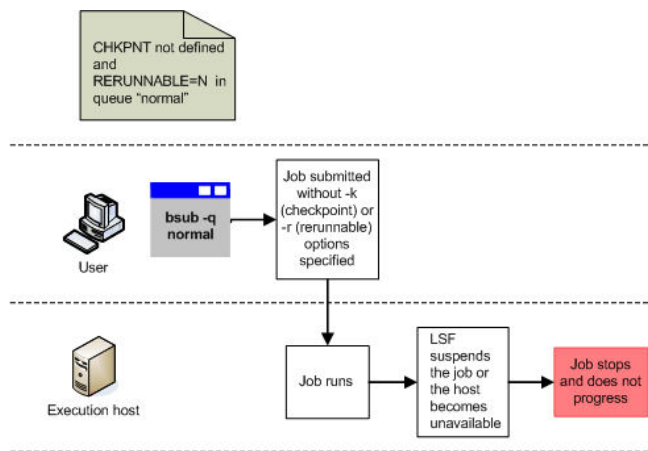 CHKPNT not defined
and
RERUNNABLE=N in
queue “normal”
bsub -q
normal
User
Job submitted
without -k
(checkpoint) or
-r (rerunnable)
options
specified
Execution host
Job runs
LSF
suspends
the job or
the host
becomes
unavailable
Job stops
and does not
progress